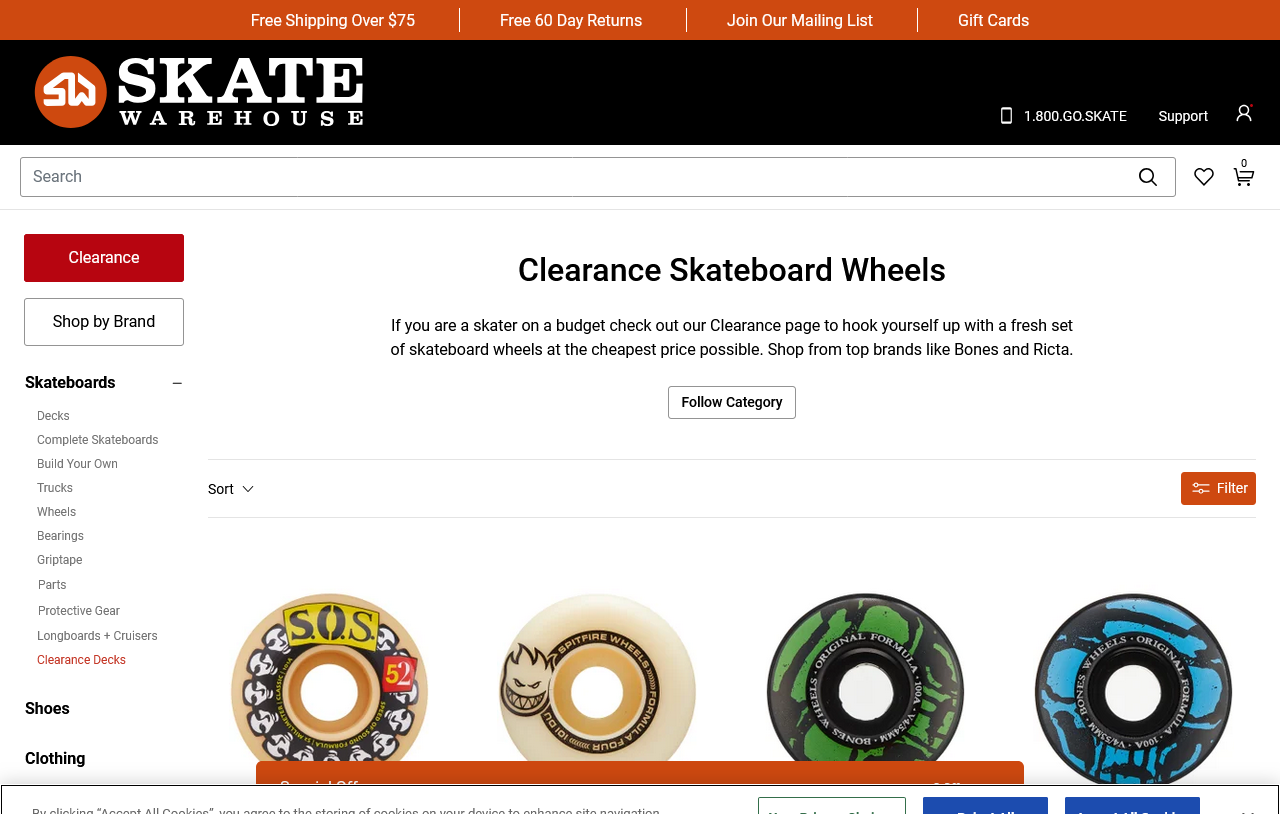 Free Shipping Over $75
Free 60 Day Returns
Join Our Mailing List
Gift Cards
SKATE
WAREHOUSE
1.800.GO.SKATE
Support
Search
0
Clearance
Shop by Brand
Skateboards
Decks
Complete Skateboards
Build Your Own
Trucks
Wheels
Bearings
Griptape
Parts
Protective Gear
Longboards + Cruisers
Clearance Decks
Shoes
Clothing
Clearance Skateboard Wheels
If you are a skater on a budget check out our Clearance page to hook yourself up with a fresh set
of skateboard wheels at the cheapest price possible. Shop from top brands like Bones and Ricta.
Follow Category
Sort
Filter
S.O.S.
52
SPITFIRE WHEELS
FORMULA FOUR 101DU
ORIGINAL FORMULA · 100A · V4/54MM · BONES WHEELS
BONES WHEELS · ORIGINAL FORMULA · 100A · V4/54MM
By clicking “Accept All Cookies”, you agree to the storing of cookies on your device to enhance site navigation,